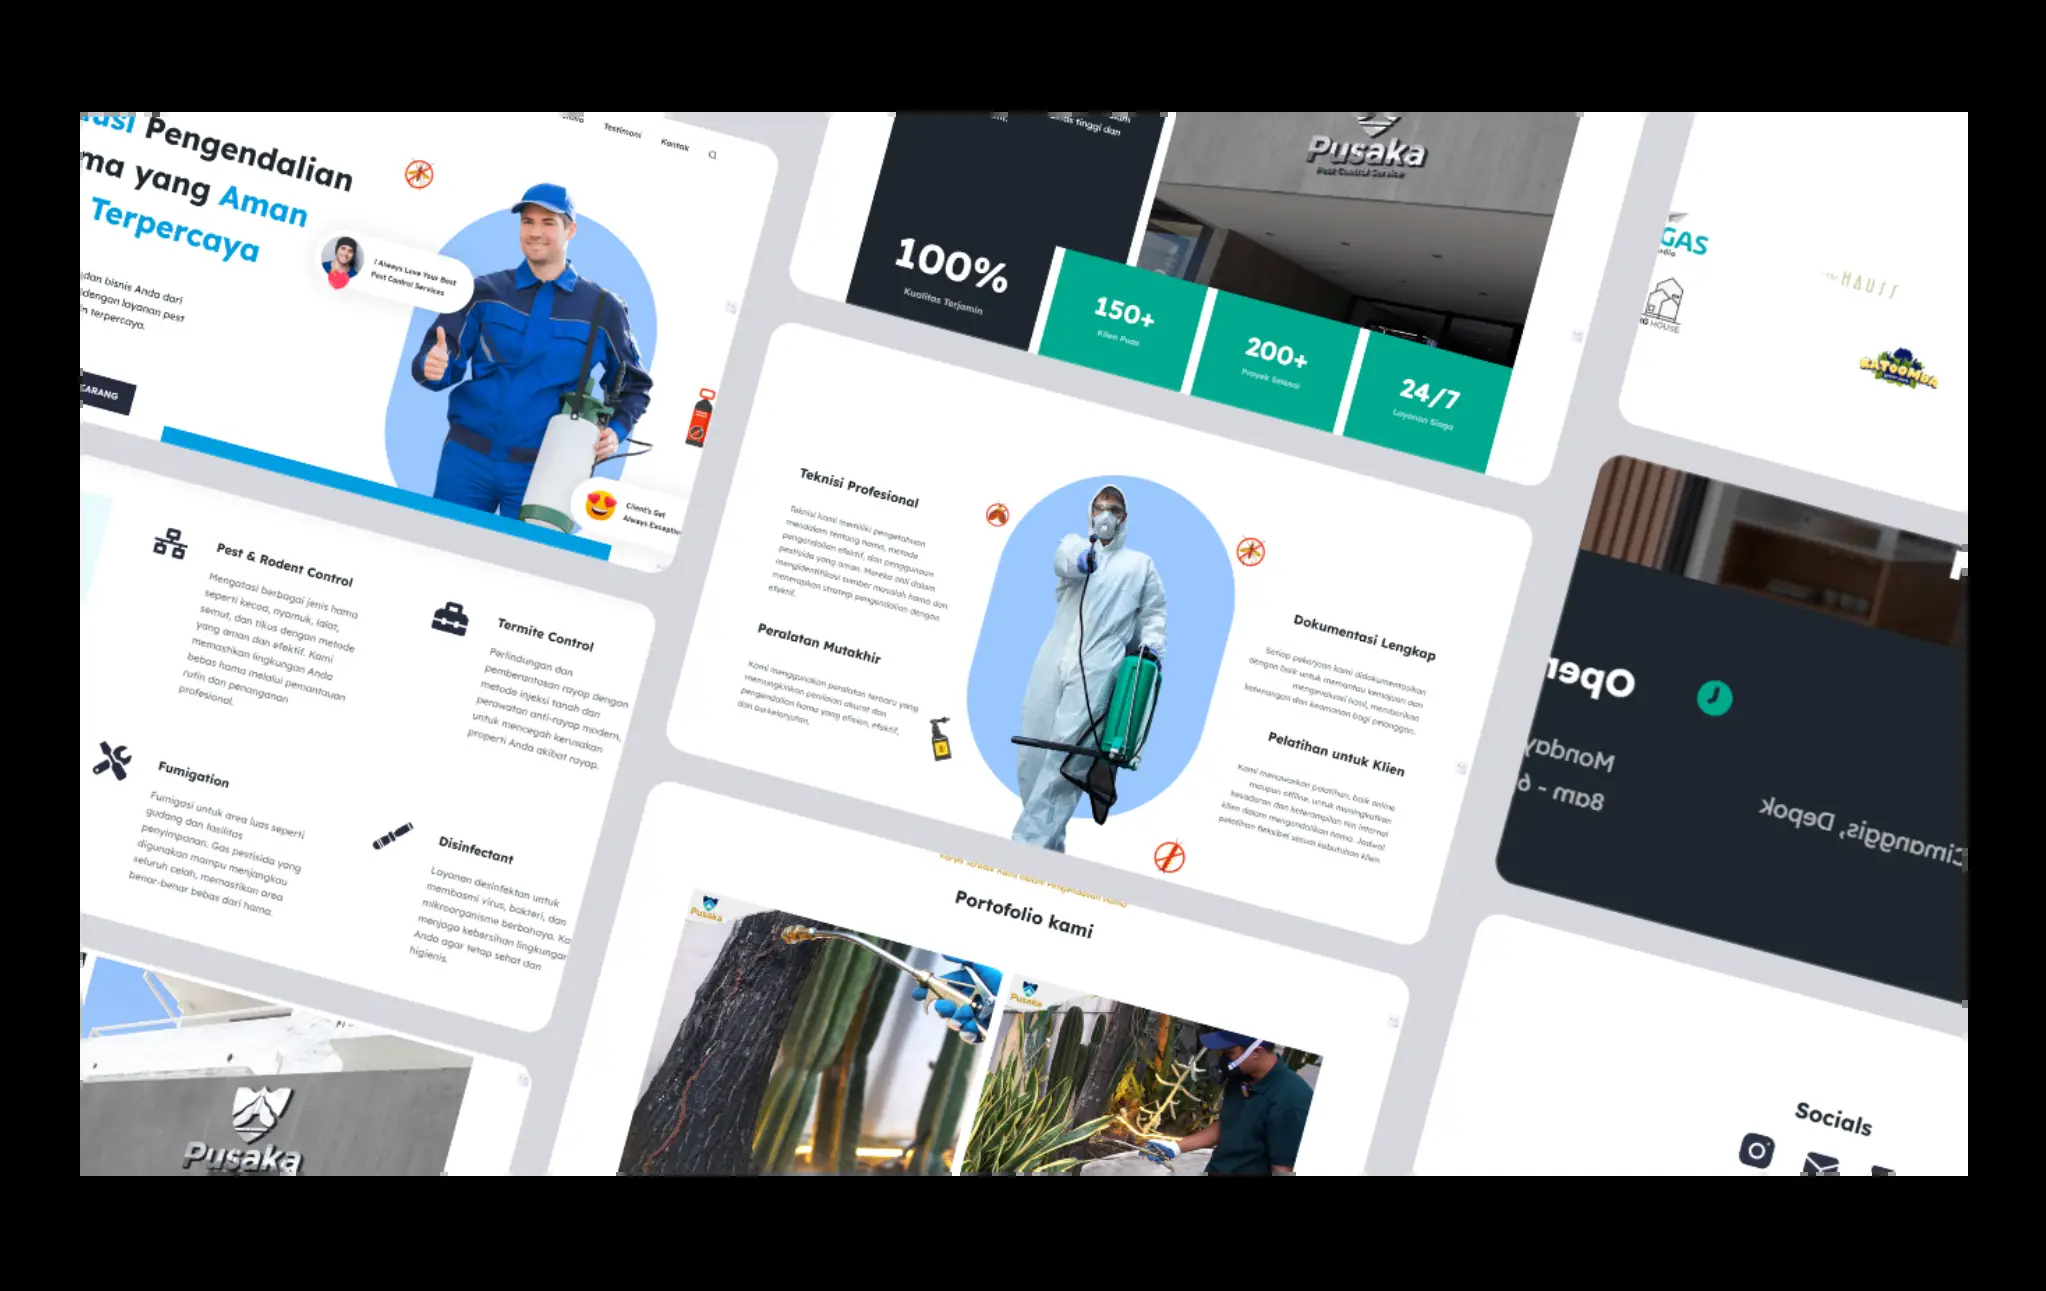 Pengendalian
yang Aman
Terpercaya
dan bisnis Anda dari
dengan layanan pest
terpercaya.
Testimoni
Kontak
I Always Love Your Best
Pest Control Services
Client's Get
Always
Pest & Rodent Control
Mengatasi berbagai jenis hama
seperti kecoa, nyamuk, lalat,
semut, dan tikus dengan metode
yang aman dan efektif. Kami
memastikan lingkungan Anda
bebas hama melalui pemantauan
rutin dan penanganan
profesional.
Termite Control
Perlindungan dan
pemberantasan rayap dengan
metode injeksi tanah dan
perawatan anti-rayap modern,
untuk mencegah kerusakan
properti Anda akibat rayap.
Fumigation
Fumigasi untuk area luas seperti
gudang dan fasilitas
penyimpanan. Gas pestisida yang
digunakan mampu menjangkau
seluruh celah, memastikan area
benar-benar bebas dari hama.
Disinfectant
Layanan desinfektan untuk
membasmi virus, bakteri, dan
mikroorganisme berbahaya.
menjaga kebersihan lingkungan
Anda agar tetap sehat dan
higienis.
Pusaka
tinggi dan
100%
Kualitas Terjamin
Pusaka
Pest Control Service
150+
Klien Puas
200+
Proyek Selesai
24/7
Layanan Siaga
Teknisi Profesional
Teknisi kami memiliki pengetahuan
mendalam tentang hama, metode
pengendalian efektif, dan penggunaan
pestisida yang aman. Mereka ahli dalam
mengidentifikasi sumber masalah hama dan
menerapkan strategi pengendalian dengan
efektif.
Peralatan Mutakhir
Kami menggunakan peralatan terbaru yang
memungkinkan penilaian akurat dan
pengendalian hama yang efisien, efektif,
dan berkelanjutan.
Dokumentasi Lengkap
Setiap pekerjaan kami didokumentasikan
dengan baik untuk memantau kemajuan dan
mengevaluasi hasil, memberikan
ketenangan dan keamanan bagi pelanggan.
Pelatihan untuk Klien
Kami menawarkan pelatihan, baik online
maupun offline, untuk meningkatkan
kesadaran dan keterampilan tim internal
klien dalam mengendalikan hama. Jadwal
pelatihan fleksibel sesuai kebutuhan klien.
Portofolio kami
Pusaka
Pusaka
GAS
the HAUSS
HOUSE
KATOOMBA
Open
Monday
8am - 6
Cimanggis, Depok
Socials